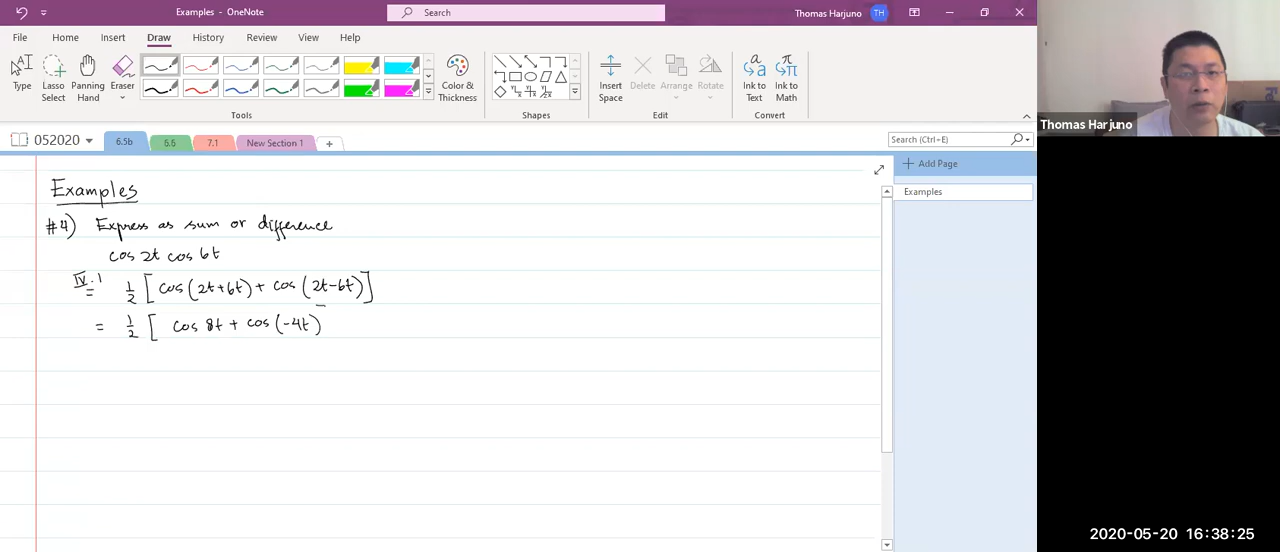 Examples - OneNote
Search
Thomas Harjuno TH
File Home Insert Draw History Review View Help
Type
Lasso Select
Panning Hand
Eraser
Color & Thickness
Insert Space
Delete
Arrange
Rotate
Ink to Text
Ink to Math
Tools
Shapes
Edit
Convert
052020
6.5b
6.6
7.1
New Section 1
Search (Ctrl+E)
Add Page
Examples
Examples
#4) Express as sum or difference
cos 2t cos 6t
IV.1 = 1/2 [ cos (2t+6t) + cos (2t-6t) ]
= 1/2 [ cos 8t + cos (-4t)
Thomas Harjuno
2020-05-20 16:38:25